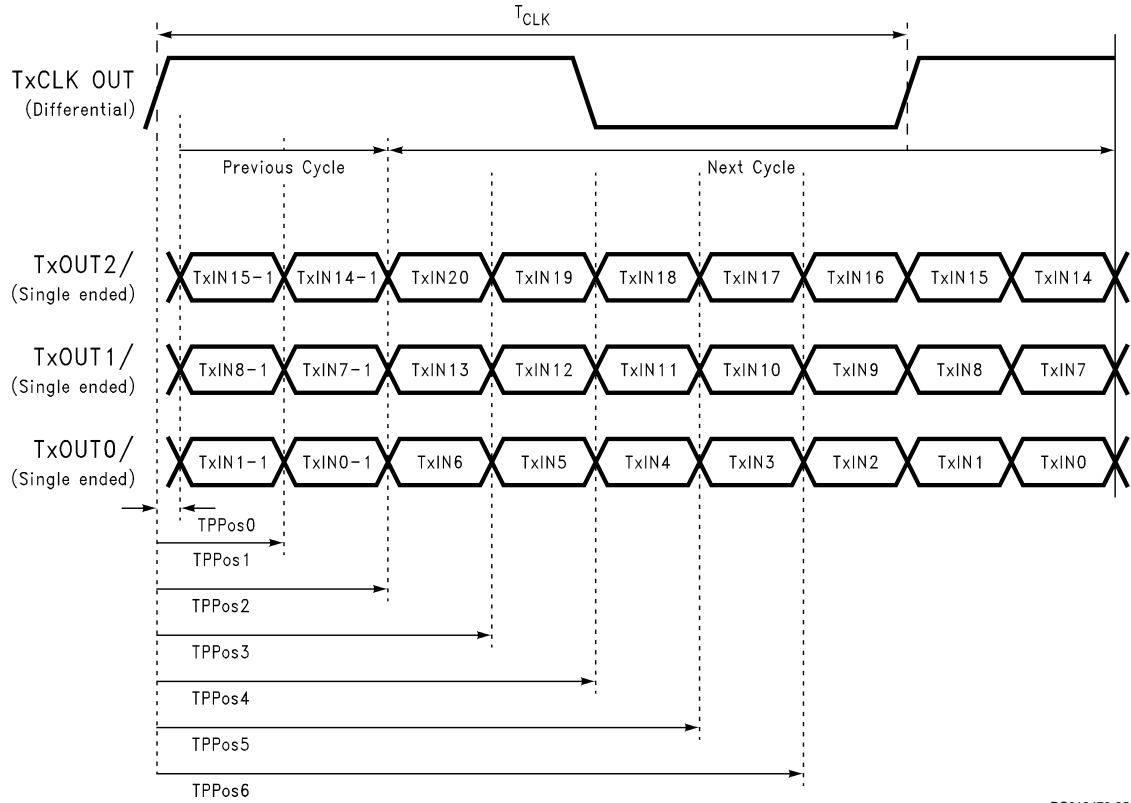 TCLK
TxCLK OUT
(Differential)
Previous Cycle
Next Cycle
TxOUT2/
(Single ended)
TxIN15-1 TxIN14-1 TxIN20 TxIN19 TxIN18 TxIN17 TxIN16 TxIN15 TxIN14
TxOUT1/
(Single ended)
TxIN8-1 TxIN7-1 TxIN13 TxIN12 TxIN11 TxIN10 TxIN9 TxIN8 TxIN7
TxOUT0/
(Single ended)
TxIN1-1 TxIN0-1 TxIN6 TxIN5 TxIN4 TxIN3 TxIN2 TxIN1 TxIN0
TPPos0
TPPos1
TPPos2
TPPos3
TPPos4
TPPos5
TPPos6